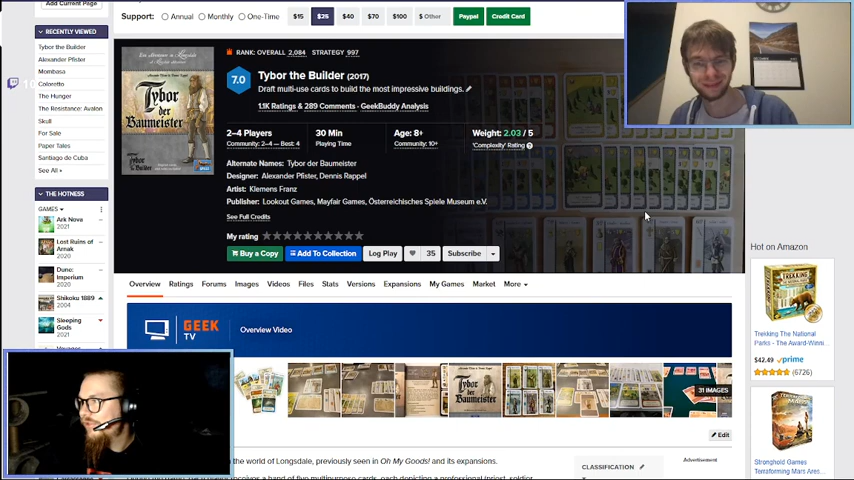 Add Current Page
Support: Annual Monthly One-Time $15 $25 $40 $70 $100 $ Other Paypal Credit Card
RECENTLY VIEWED
Tybor the Builder
Alexander Pfister
Mombasa
Coloretto
The Hunger
The Resistance: Avalon
Skull
For Sale
Paper Tales
Santiago de Cuba
See All
THE HOTNESS
GAMES
Ark Nova
2021
Lost Ruins of
Arnak
2020
Dune:
Imperium
2020
Shikoku 1889
2004
Sleeping
Gods
2021
Tybor
der
Baumeister
RANK: OVERALL 2,084 STRATEGY 997
7.0
Tybor the Builder (2017)
Draft multi-use cards to build the most impressive buildings.
1.1K Ratings & 289 Comments · GeekBuddy Analysis
2–4 Players
Community: 2–4 — Best: 4
30 Min
Playing Time
Age: 8+
Community: 10+
Weight: 2.03 / 5
'Complexity' Rating
Alternate Names: Tybor der Baumeister
Designer: Alexander Pfister, Dennis Rappel
Artist: Klemens Franz
Publisher: Lookout Games, Mayfair Games, Österreichisches Spiele Museum e.V.
See Full Credits
My rating
Buy a Copy Add To Collection Log Play 35 Subscribe
Overview Ratings Forums Images Videos Files Stats Versions Expansions My Games Market More
GEEK
TV
Overview Video
31 IMAGES
Edit
the world of Longsdale, previously seen in Oh My Goods! and its expansions.
CLASSIFICATION
Advertisement
Hot on Amazon
TREKKING
Trekking The National
Parks - The Award-Winni...
$42.49 prime
(6726)
Stronghold Games
Terraforming Mars Ares...